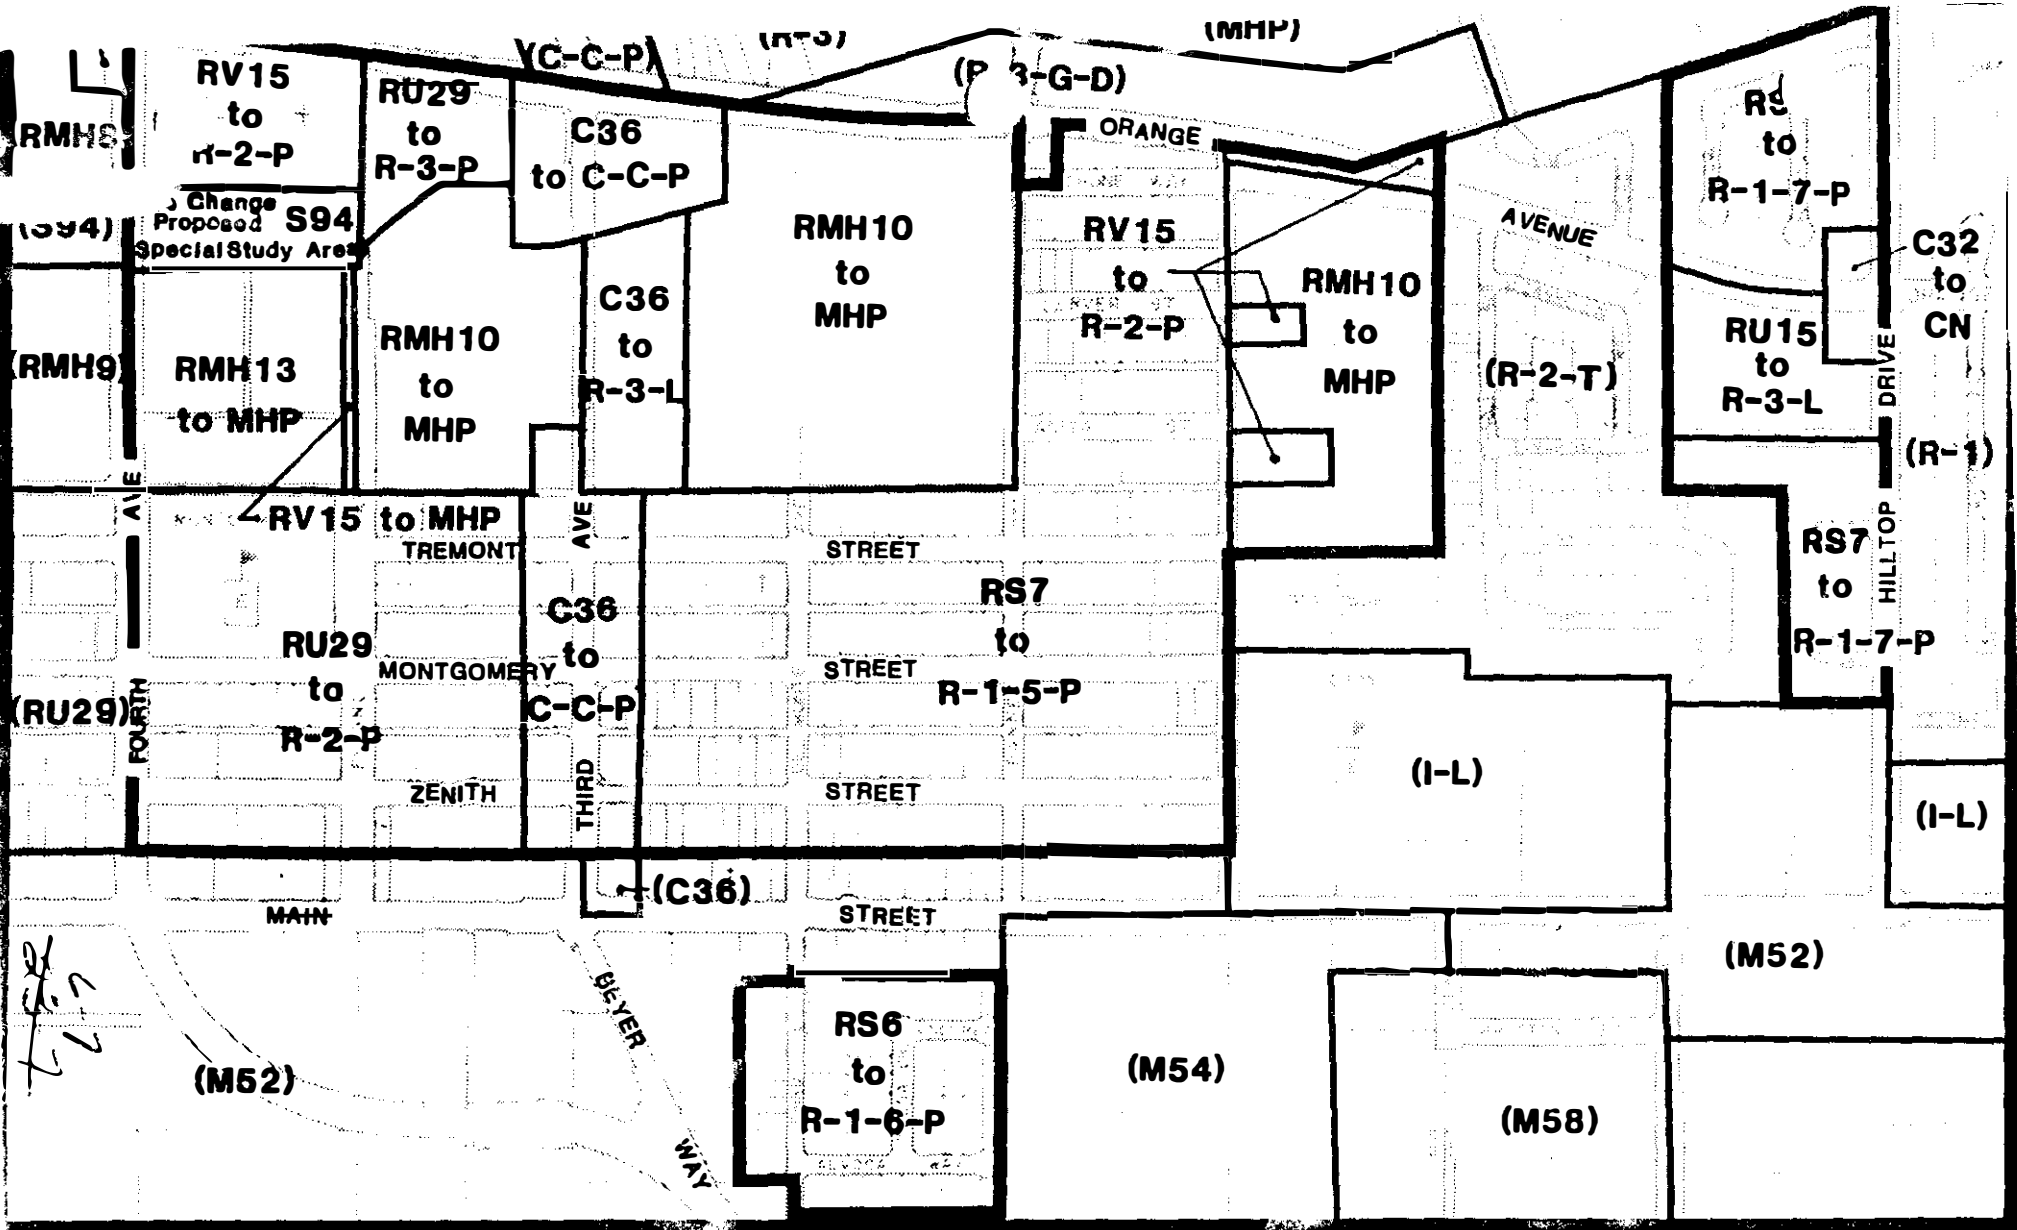 (C-C-P)
(R-3)
(MHP)
RV15
to
R-2-P
RU29
to
R-3-P
C36
to C-C-P
ORANGE
AVENUE
(RMH8)
Change
Proposed
Special Study Area
S94
(S94)
RMH10
to
MHP
RV15
to
R-2-P
RMH10
to
MHP
to
R-1-7-P
C32
to
CN
(RMH9)
RMH13
to MHP
RMH10
to
MHP
C36
to
R-3-L
(R-2-T)
RU15
to
R-3-L
DRIVE
(R-1)
AVE
RV15 to MHP
TREMONT
AVE
STREET
RS7
to
R-1-7-P
HILLTOP
RU29
to
R-2-P
MONTGOMERY
C36
to
C-C-P
STREET
RS7
to
R-1-5-P
(RU29)
FOURTH
ZENITH
THIRD
STREET
(I-L)
(I-L)
MAIN
(C36)
STREET
(M52)
BEYER
WAY
(M52)
RS6
to
R-1-6-P
(M54)
(M58)